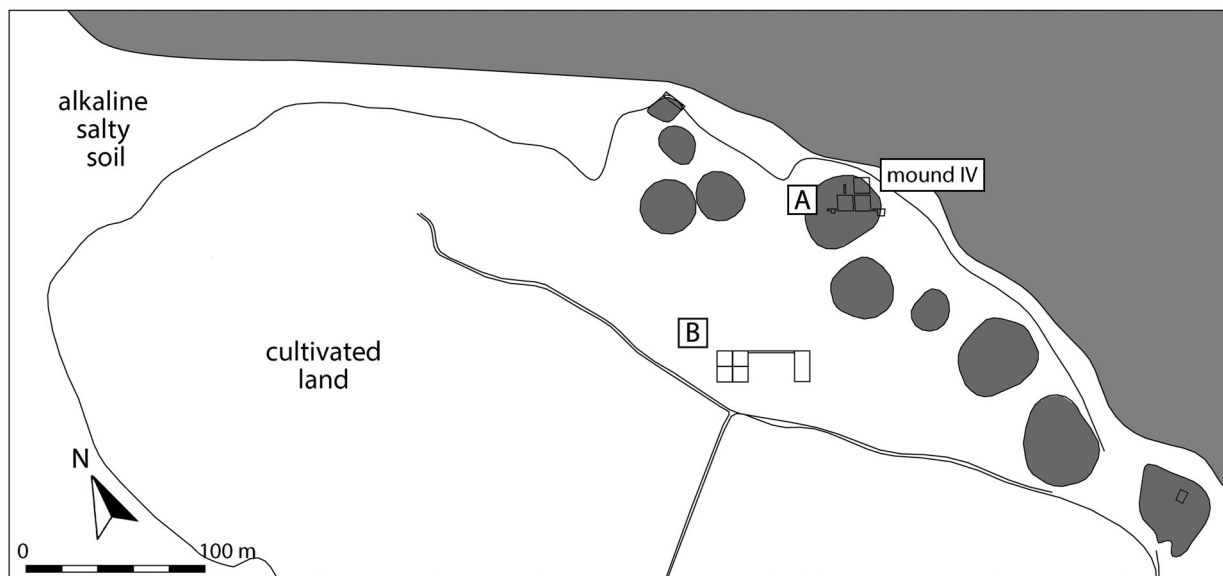 alkaline
salty
soil
mound IV
A
B
cultivated
land
N
0 100 m